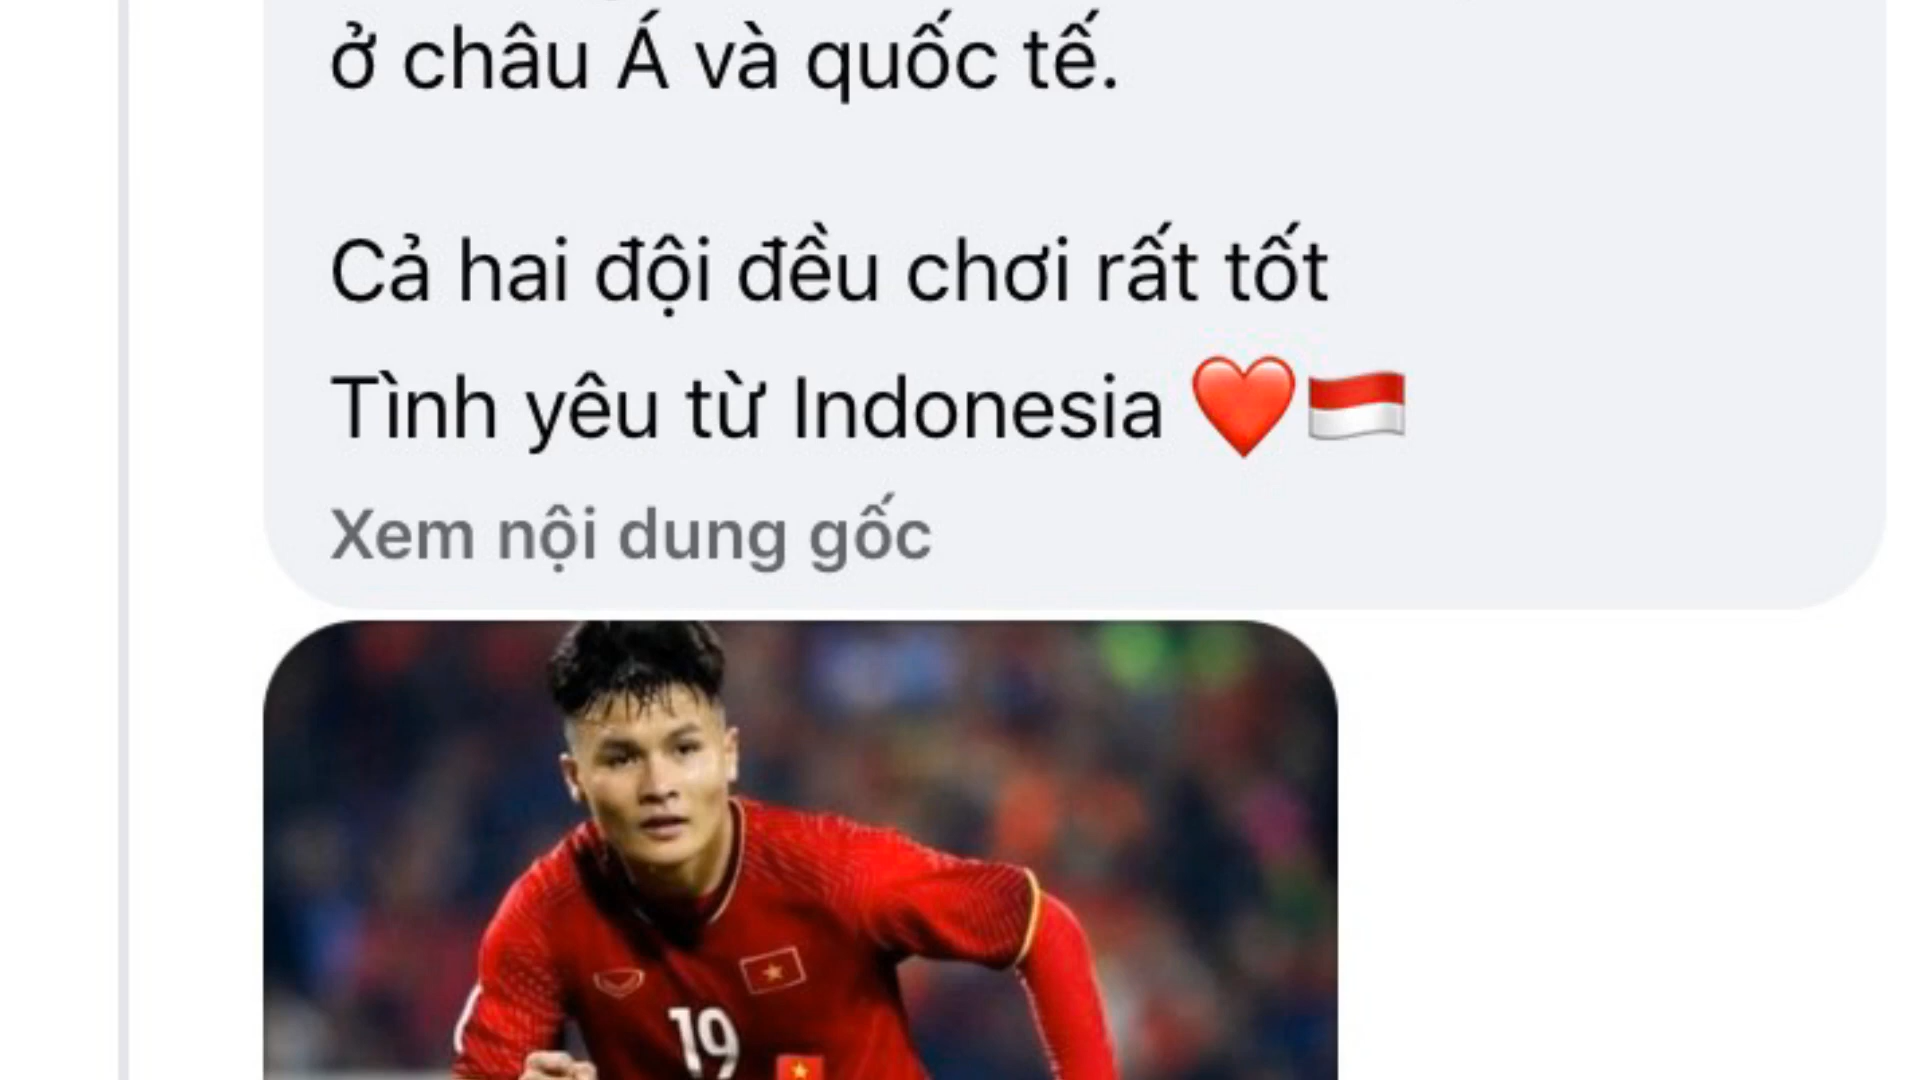 ở châu Á và quốc tế.
Cả hai đội đều chơi rất tốt
Tình yêu từ Indonesia ❤️🇮🇩
Xem nội dung gốc
19